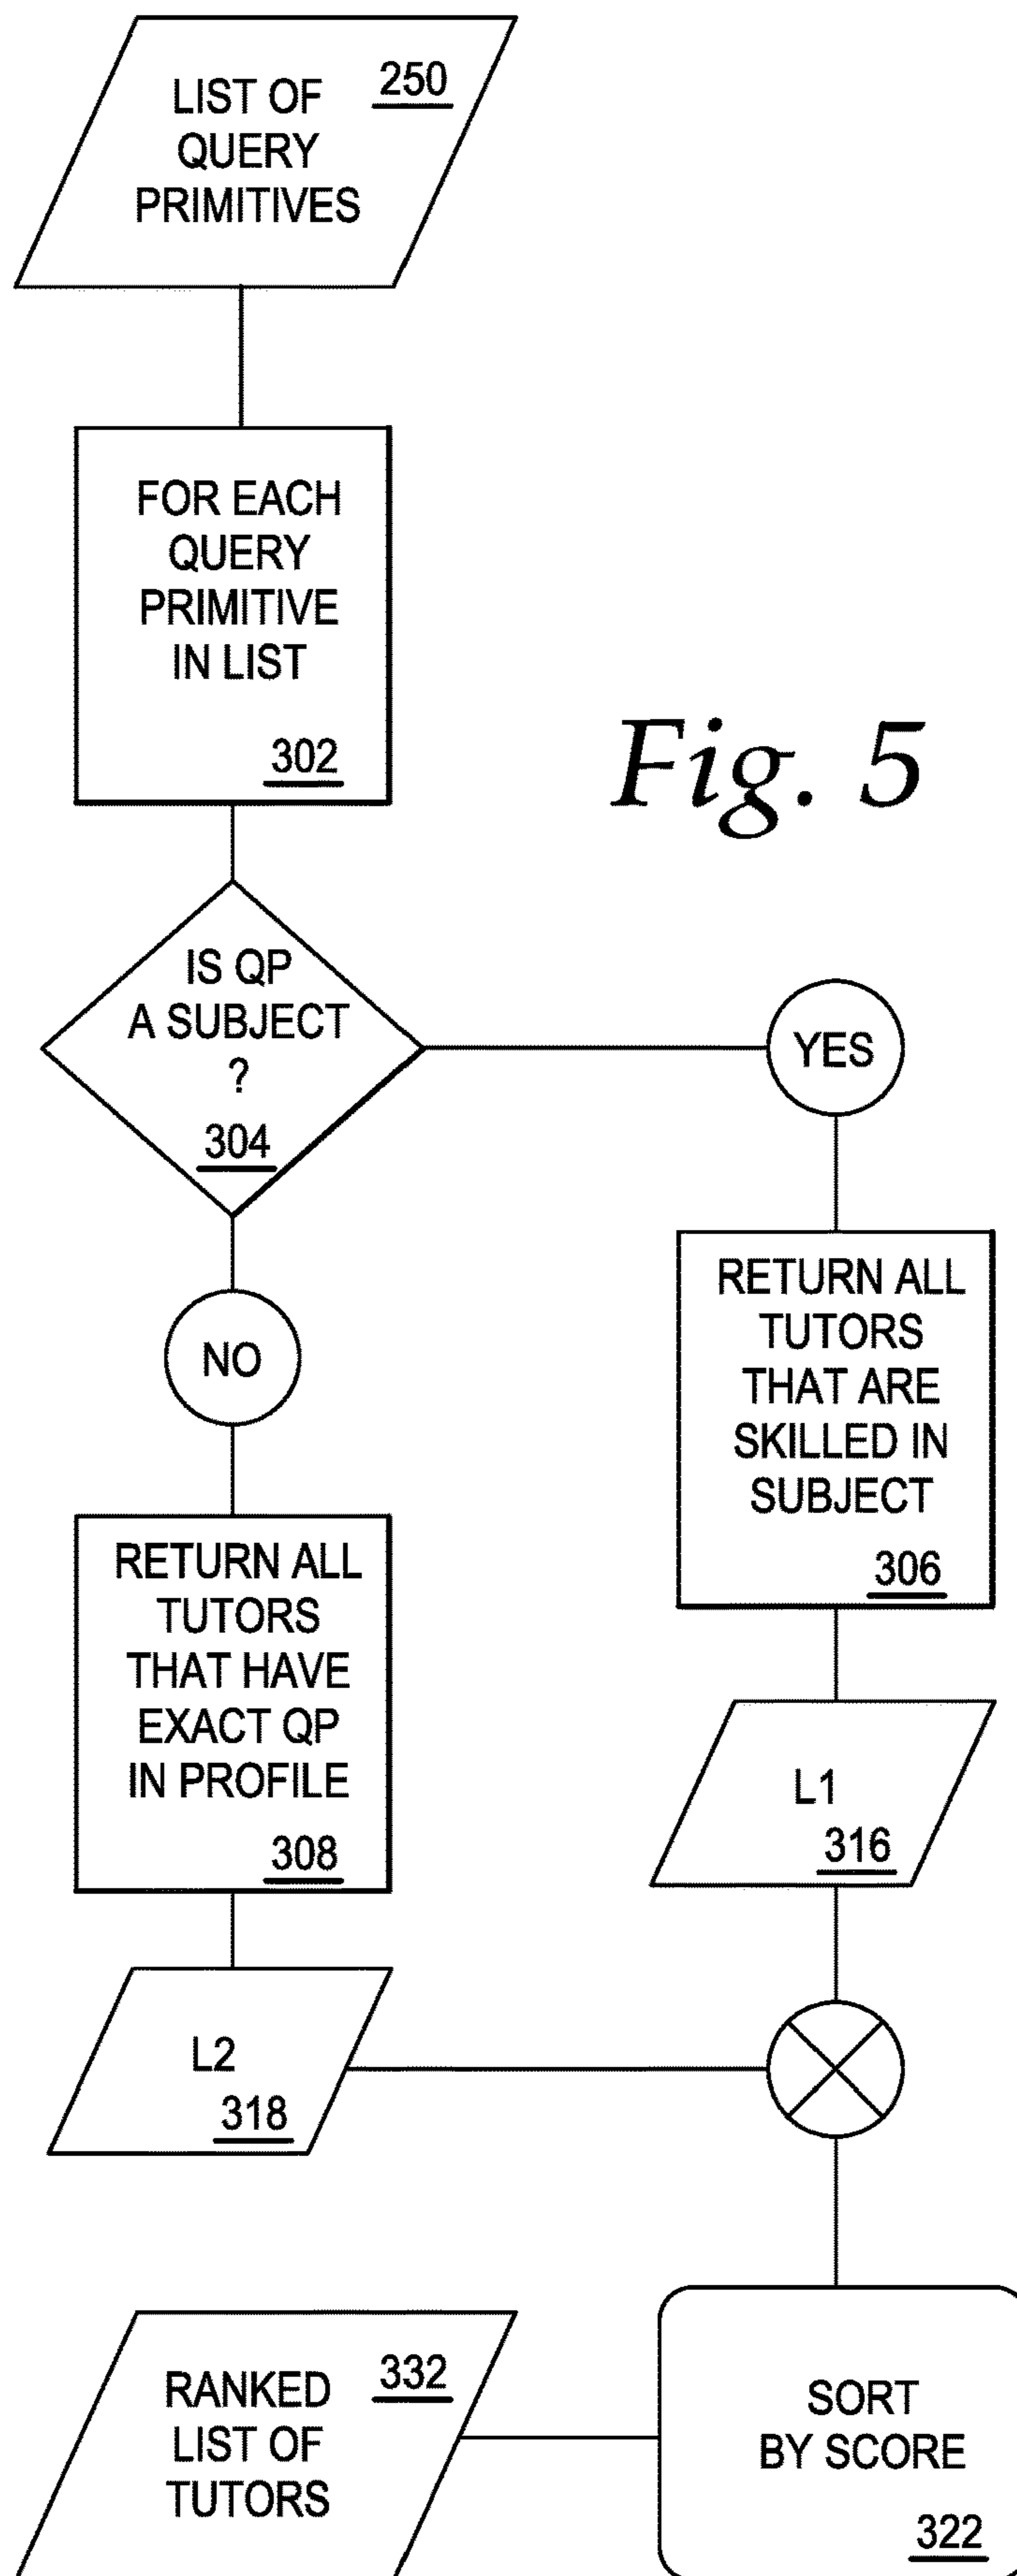 LIST OF
QUERY
PRIMITIVES
250
FOR EACH
QUERY
PRIMITIVE
IN LIST
302
Fig. 5
IS QP
A SUBJECT
?
304
YES
NO
RETURN ALL
TUTORS
THAT ARE
SKILLED IN
SUBJECT
306
RETURN ALL
TUTORS
THAT HAVE
EXACT QP
IN PROFILE
308
L1
316
L2
318
SORT
BY SCORE
322
RANKED
LIST OF
TUTORS
332